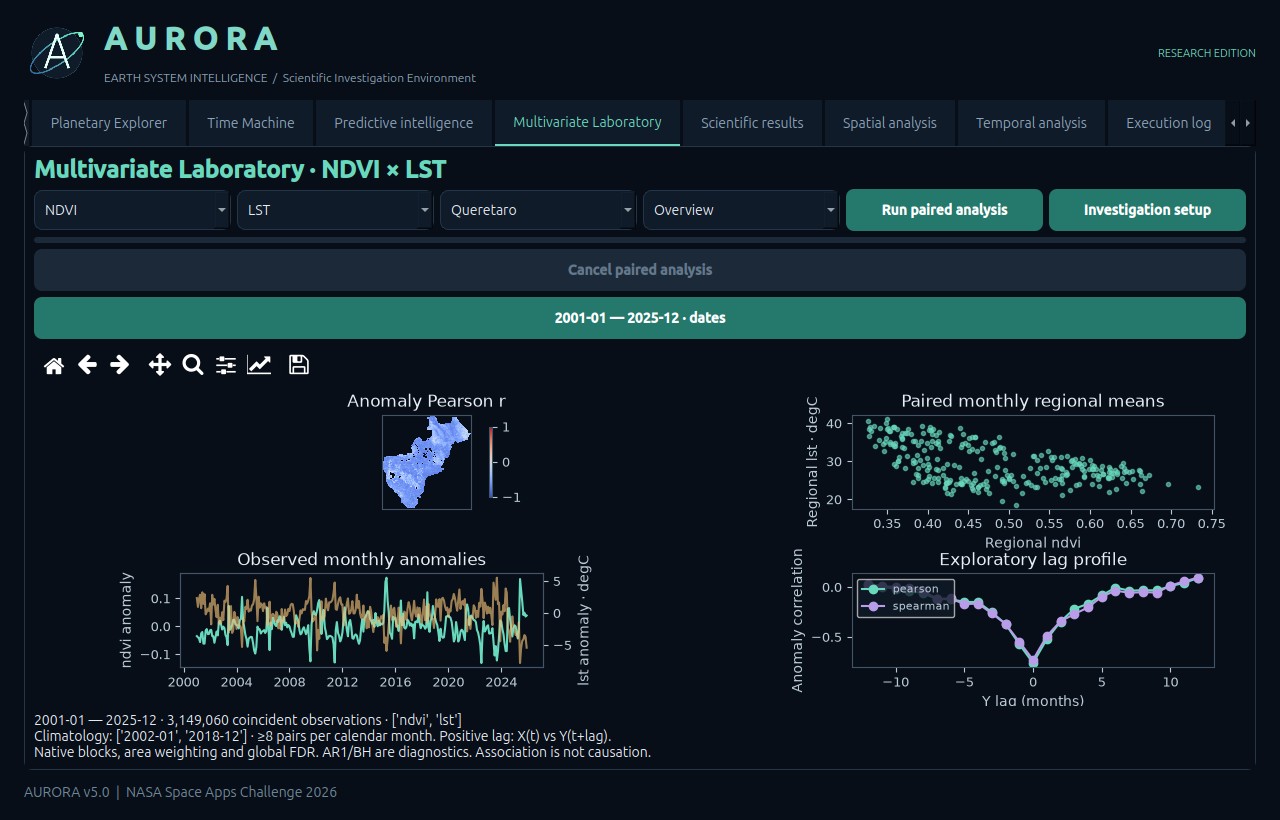 A
AURORA
EARTH SYSTEM INTELLIGENCE / Scientific Investigation Environment
RESEARCH EDITION
Planetary Explorer
Time Machine
Predictive intelligence
Multivariate Laboratory
Scientific results
Spatial analysis
Temporal analysis
Execution log
Multivariate Laboratory · NDVI × LST
NDVI
LST
Queretaro
Overview
Run paired analysis
Investigation setup
Cancel paired analysis
2001-01 — 2025-12 · dates
Anomaly Pearson r
1
0
−1
Paired monthly regional means
Regional lst · degC
40
30
20
0.35 0.40 0.45 0.50 0.55 0.60 0.65 0.70 0.75
Regional ndvi
Observed monthly anomalies
ndvi anomaly
0.1
0.0
−0.1
5
0
−5
lst anomaly · degC
2000 2004 2008 2012 2016 2020 2024
Exploratory lag profile
Anomaly correlation
0.0
−0.5
pearson
spearman
−10 −5 0 5 10
Y lag (months)
2001-01 — 2025-12 · 3,149,060 coincident observations · ['ndvi', 'lst']
Climatology: ['2002-01', '2018-12'] · ≥8 pairs per calendar month. Positive lag: X(t) vs Y(t+lag).
Native blocks, area weighting and global FDR. AR1/BH are diagnostics. Association is not causation.
AURORA v5.0 | NASA Space Apps Challenge 2026